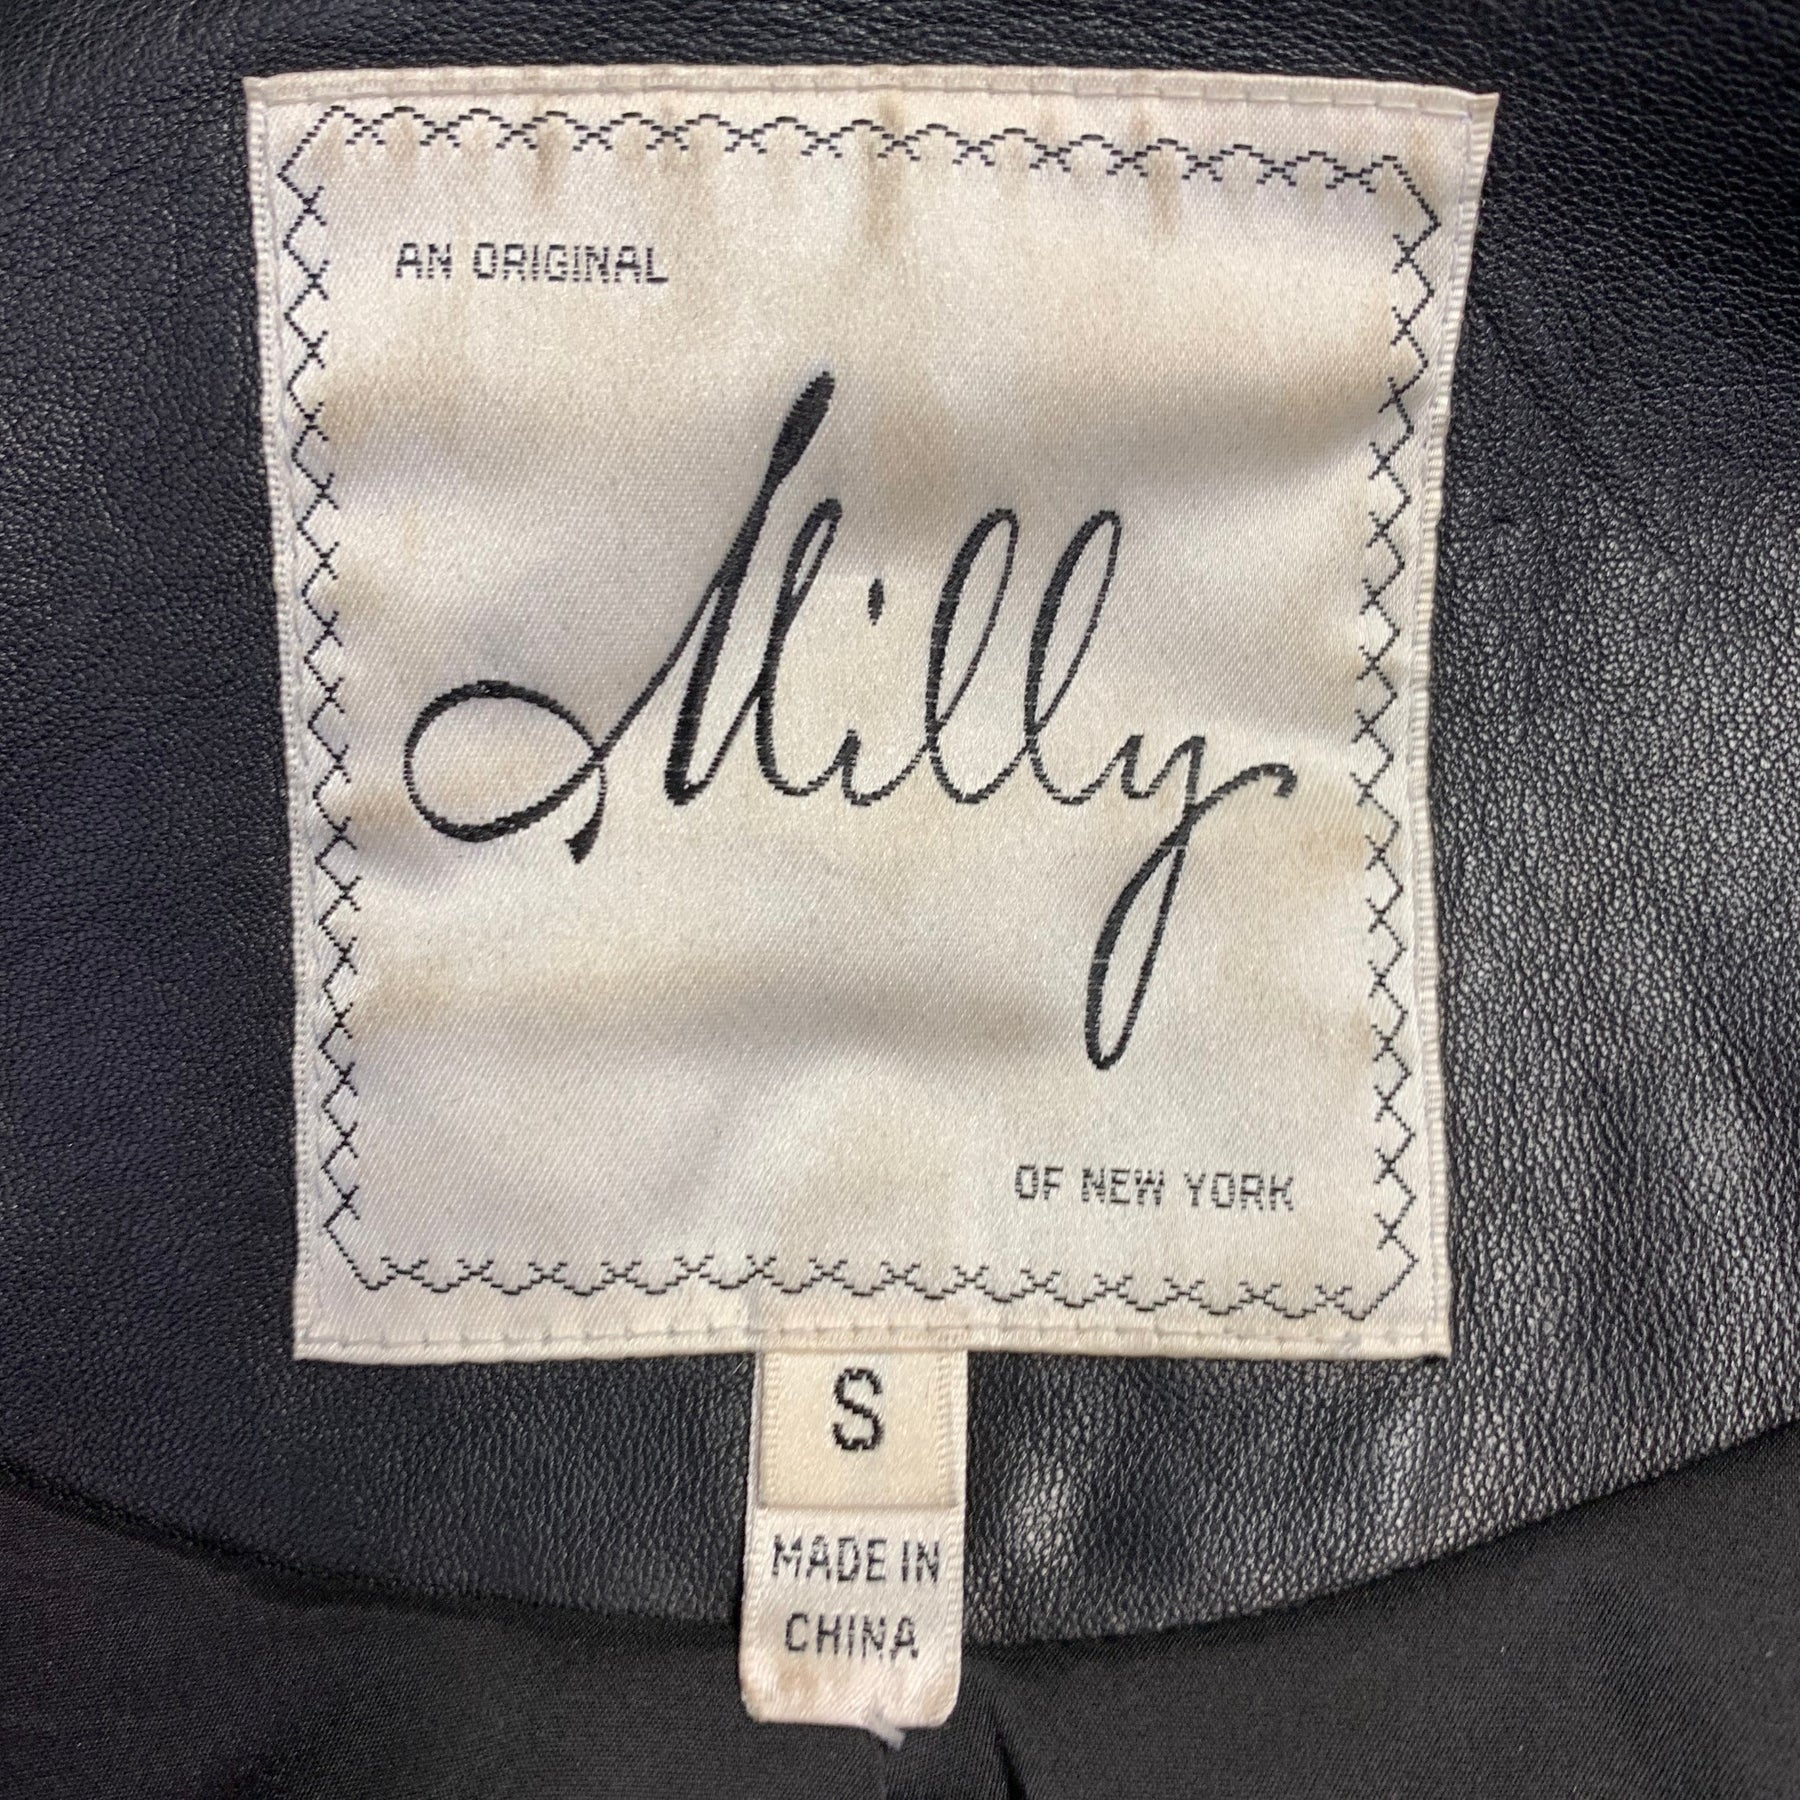 AN ORIGINAL
Milly
OF NEW YORK
S
MADE IN
CHINA